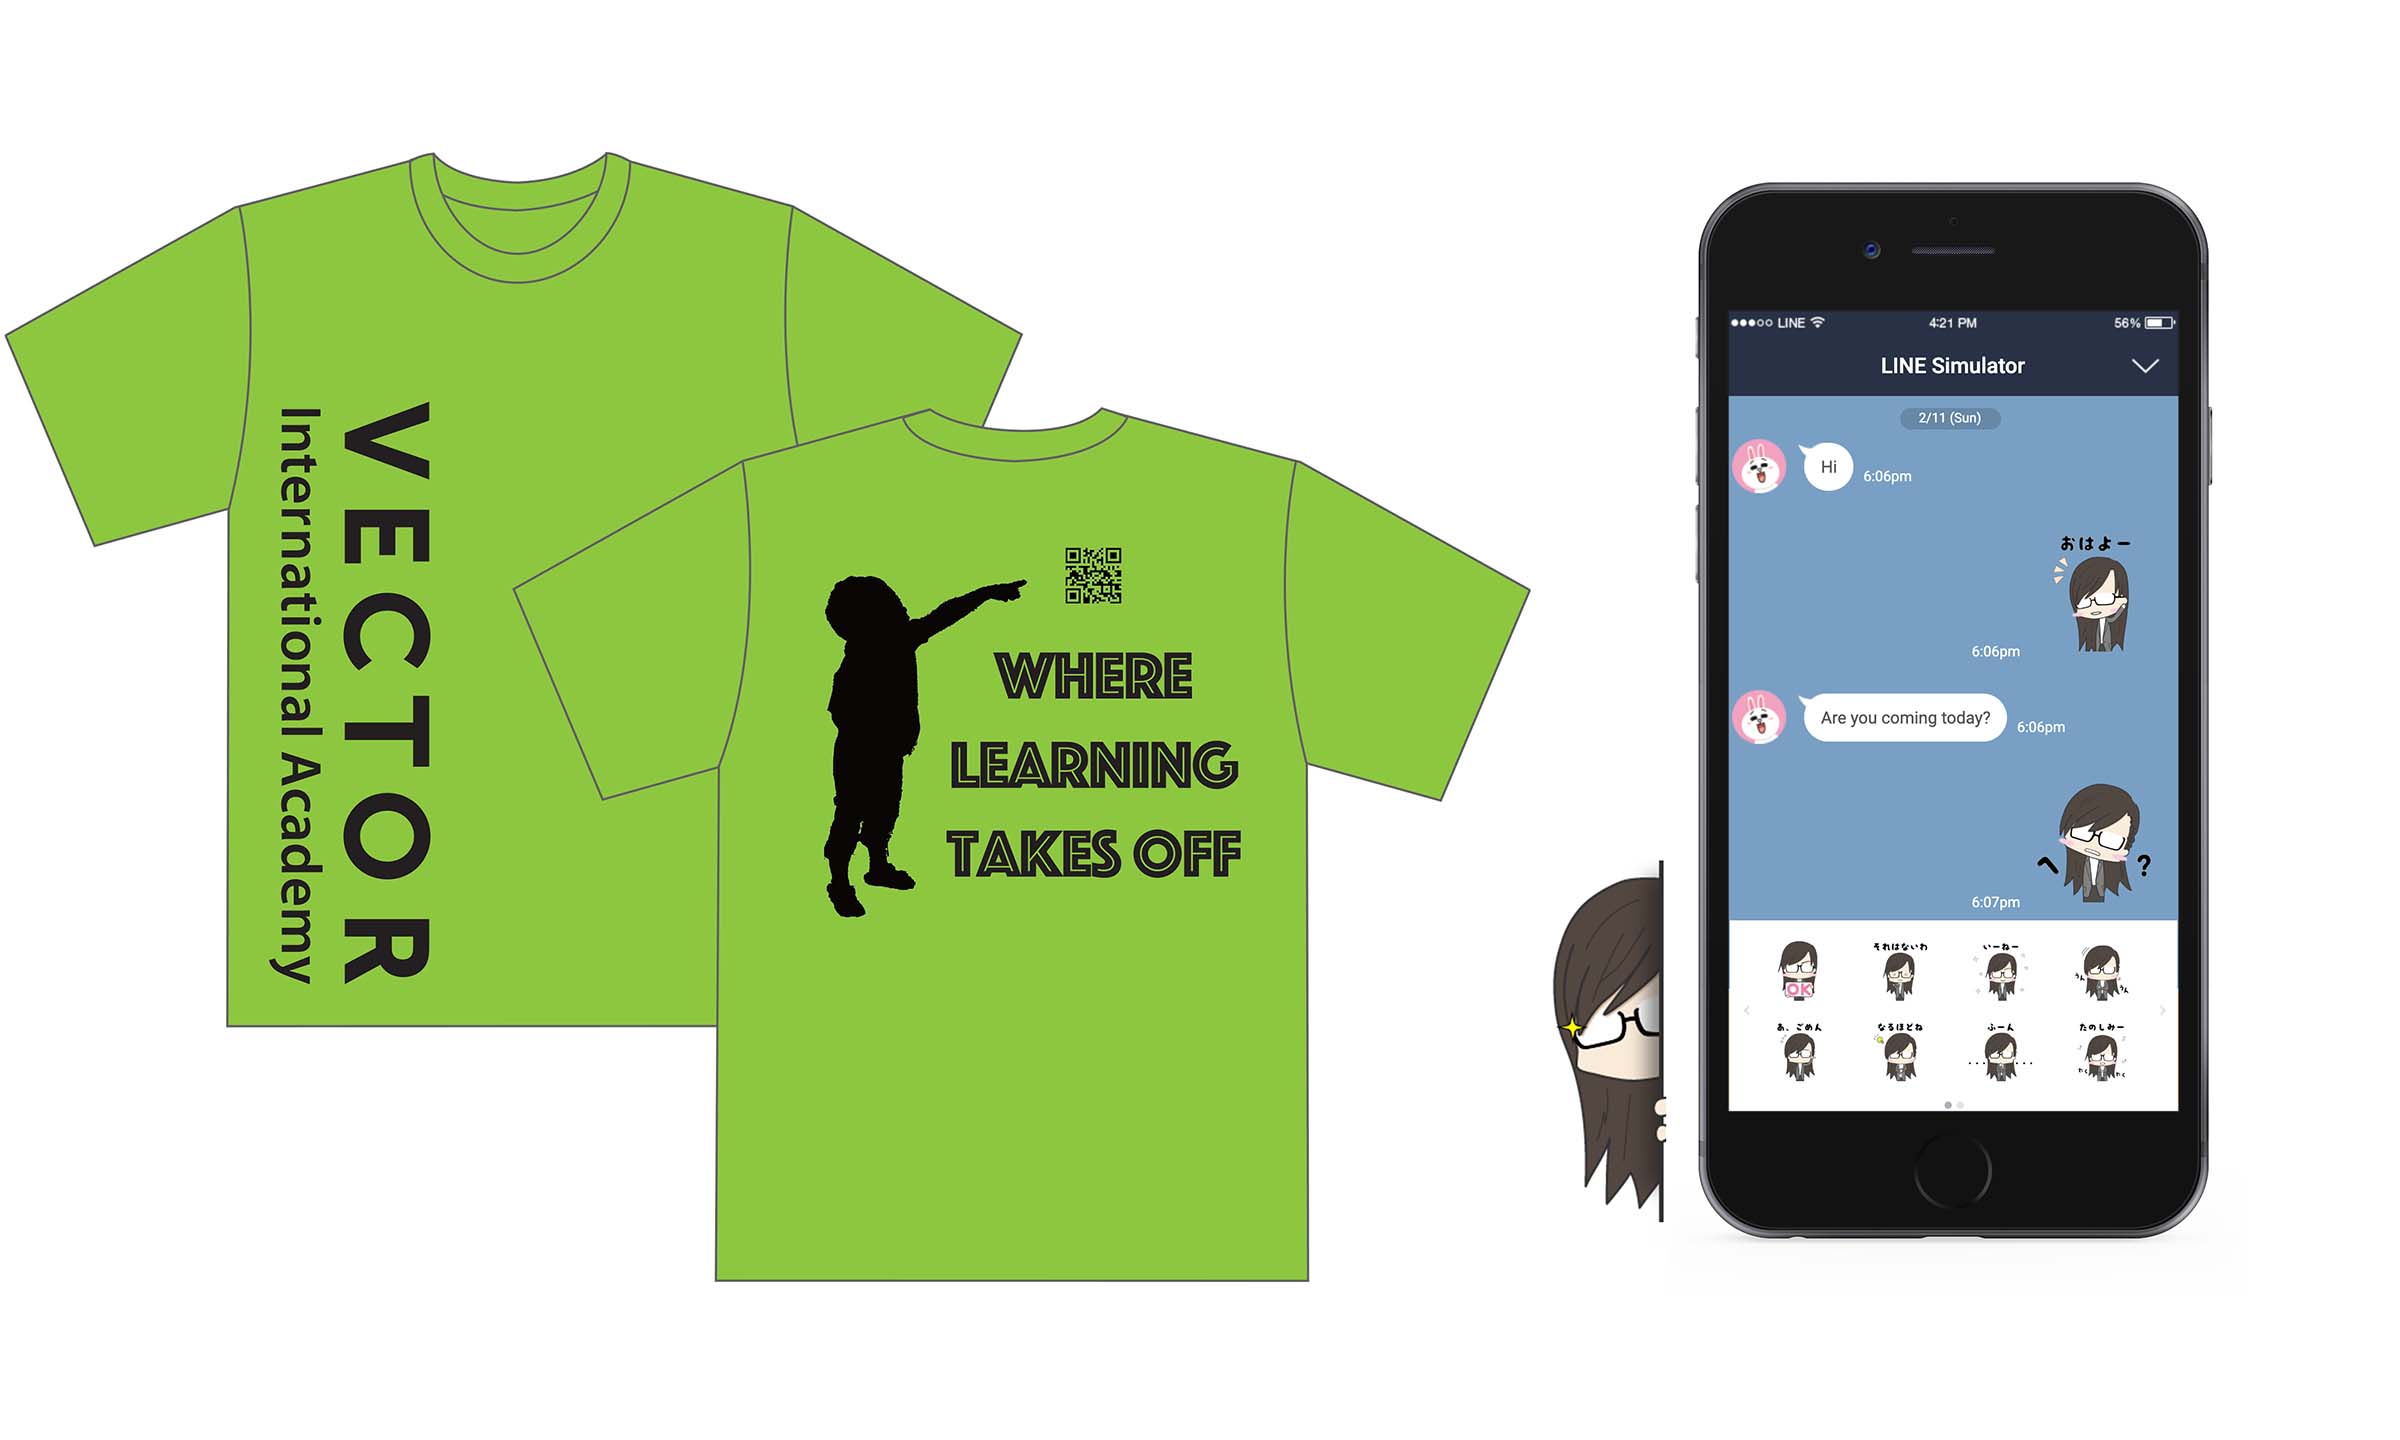 VECTOR
International Academy
WHERE
LEARNING
TAKES OFF
LINE
4:21 PM
56%
LINE Simulator
2/11 (Sun)
Hi
6:06pm
おはよー
6:06pm
Are you coming today?
6:06pm
へ ?
6:07pm
OK
それはないわ
いーねー
うん
うん
あ、ごめん
なるほどね
ふーん
たのしみー
わく
わく